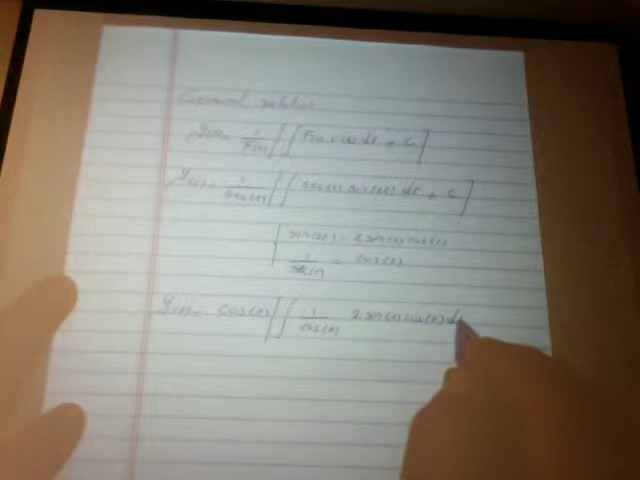 General solution
y(x) = 1/F(x) [∫ F(x) r(x) dx + c]
y(x) = 1/sec(x) [∫ sec(x) sin(2x) dx + c]
sin(2x) = 2 sin(x) cos(x)
1/sec(x) = cos(x)
y(x) = cos(x) [∫ 1/cos(x) 2 sin(x) cos(x) d